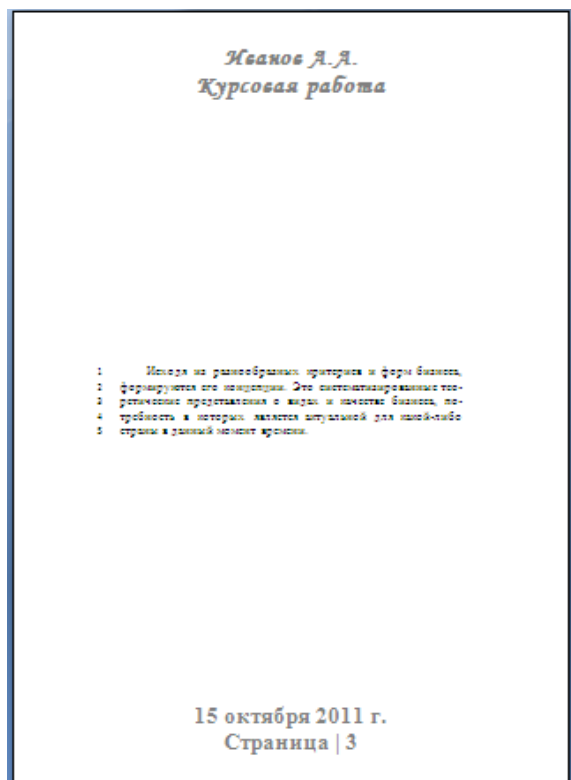 Иванов А.А.
Курсовая работа
1 Исходя из разнообразных критериев и форм бизнеса,
2 формируются его концепции. Это систематизированные тео-
3 ретические представления о видах и качестве бизнеса, по-
4 требность в которых является актуальной для какой-либо
5 страны в данный момент времени.
15 октября 2011 г.
Страница | 3